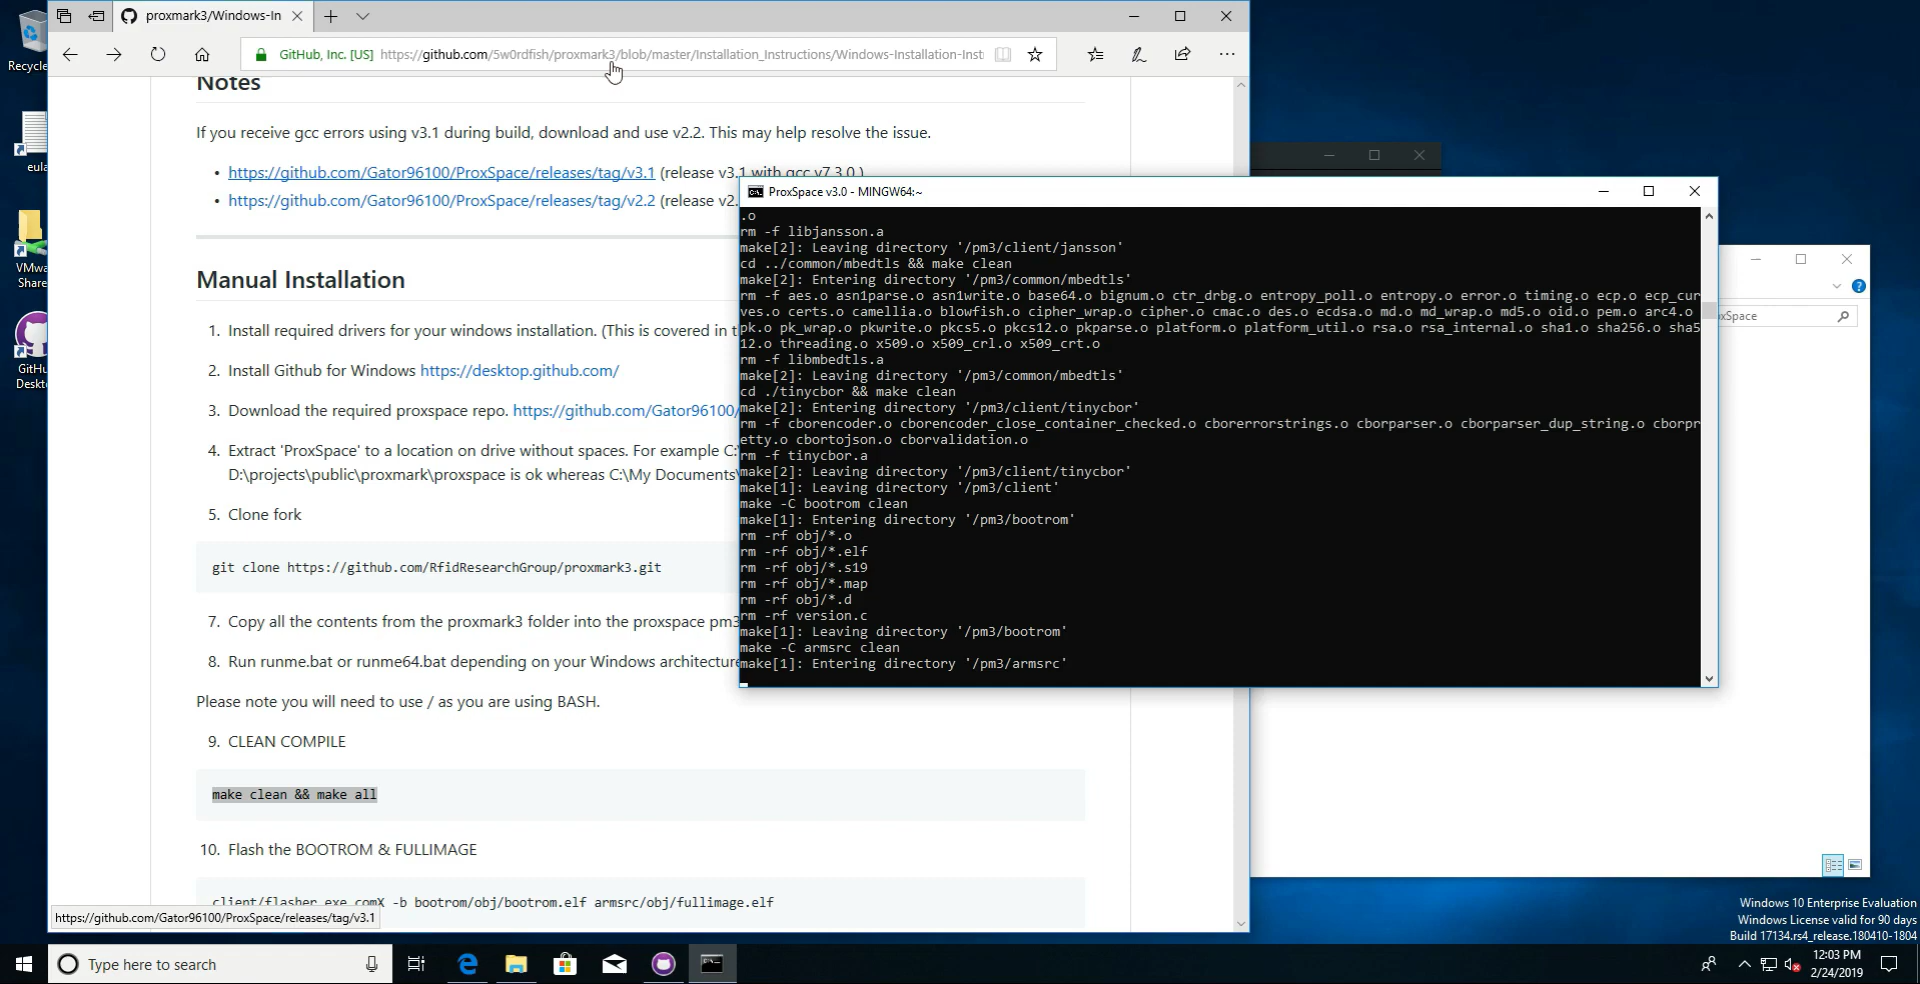 Recycle
eula
VMwa
Share
GitHu
Deskto
proxmark3/Windows-In
GitHub, Inc. [US] https://github.com/5w0rdfish/proxmark3/blob/master/Installation_Instructions/Windows-Installation-Inst
Notes
If you receive gcc errors using v3.1 during build, download and use v2.2. This may help resolve the issue.
• https://github.com/Gator96100/ProxSpace/releases/tag/v3.1 (release v3.1 with gcc v7.3.0 )
• https://github.com/Gator96100/ProxSpace/releases/tag/v2.2 (release v2.
Manual Installation
1. Install required drivers for your windows installation. (This is covered in t
2. Install Github for Windows https://desktop.github.com/
3. Download the required proxspace repo. https://github.com/Gator96100/
4. Extract 'ProxSpace' to a location on drive without spaces. For example C:
D:\projects\public\proxmark\proxspace is ok whereas C:\My Documents\
5. Clone fork
git clone https://github.com/RfidResearchGroup/proxmark3.git
7. Copy all the contents from the proxmark3 folder into the proxspace pm3
8. Run runme.bat or runme64.bat depending on your Windows architecture
Please note you will need to use / as you are using BASH.
9. CLEAN COMPILE
make clean && make all
10. Flash the BOOTROM & FULLIMAGE
client/flasher.exe comX -b bootrom/obj/bootrom.elf armsrc/obj/fullimage.elf
https://github.com/Gator96100/ProxSpace/releases/tag/v3.1
ProxSpace v3.0 - MINGW64:~
.o
rm -f libjansson.a
make[2]: Leaving directory '/pm3/client/jansson'
cd ../common/mbedtls && make clean
make[2]: Entering directory '/pm3/common/mbedtls'
rm -f aes.o asn1parse.o asn1write.o base64.o bignum.o ctr_drbg.o entropy_poll.o entropy.o error.o timing.o ecp.o ecp_cur
ves.o certs.o camellia.o blowfish.o cipher_wrap.o cipher.o cmac.o des.o ecdsa.o md.o md_wrap.o md5.o oid.o pem.o arc4.o
pk.o pk_wrap.o pkwrite.o pkcs5.o pkcs12.o pkparse.o platform.o platform_util.o rsa.o rsa_internal.o sha1.o sha256.o sha5
12.o threading.o x509.o x509_crl.o x509_crt.o
rm -f libmbedtls.a
make[2]: Leaving directory '/pm3/common/mbedtls'
cd ./tinycbor && make clean
make[2]: Entering directory '/pm3/client/tinycbor'
rm -f cborencoder.o cborencoder_close_container_checked.o cborerrorstrings.o cborparser.o cborparser_dup_string.o cborpr
etty.o cbortojson.o cborvalidation.o
rm -f tinycbor.a
make[2]: Leaving directory '/pm3/client/tinycbor'
make[1]: Leaving directory '/pm3/client'
make -C bootrom clean
make[1]: Entering directory '/pm3/bootrom'
rm -rf obj/*.o
rm -rf obj/*.elf
rm -rf obj/*.s19
rm -rf obj/*.map
rm -rf obj/*.d
rm -rf version.c
make[1]: Leaving directory '/pm3/bootrom'
make -C armsrc clean
make[1]: Entering directory '/pm3/armsrc'
xSpace
Windows 10 Enterprise Evaluation
Windows License valid for 90 days
Build 17134.rs4_release.180410-1804
Type here to search
12:03 PM
2/24/2019